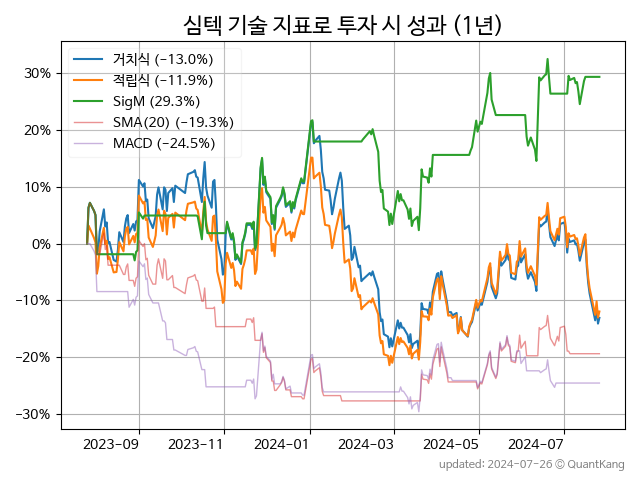 심텍 기술 지표로 투자 시 성과 (1년)
거치식 (−13.0%)
적립식 (−11.9%)
SigM (29.3%)
SMA(20) (−19.3%)
MACD (−24.5%)
30%
20%
10%
0%
−10%
−20%
−30%
2023−09 2023−11 2024−01 2024−03 2024−05 2024−07
updated: 2024-07-26 © QuantKang